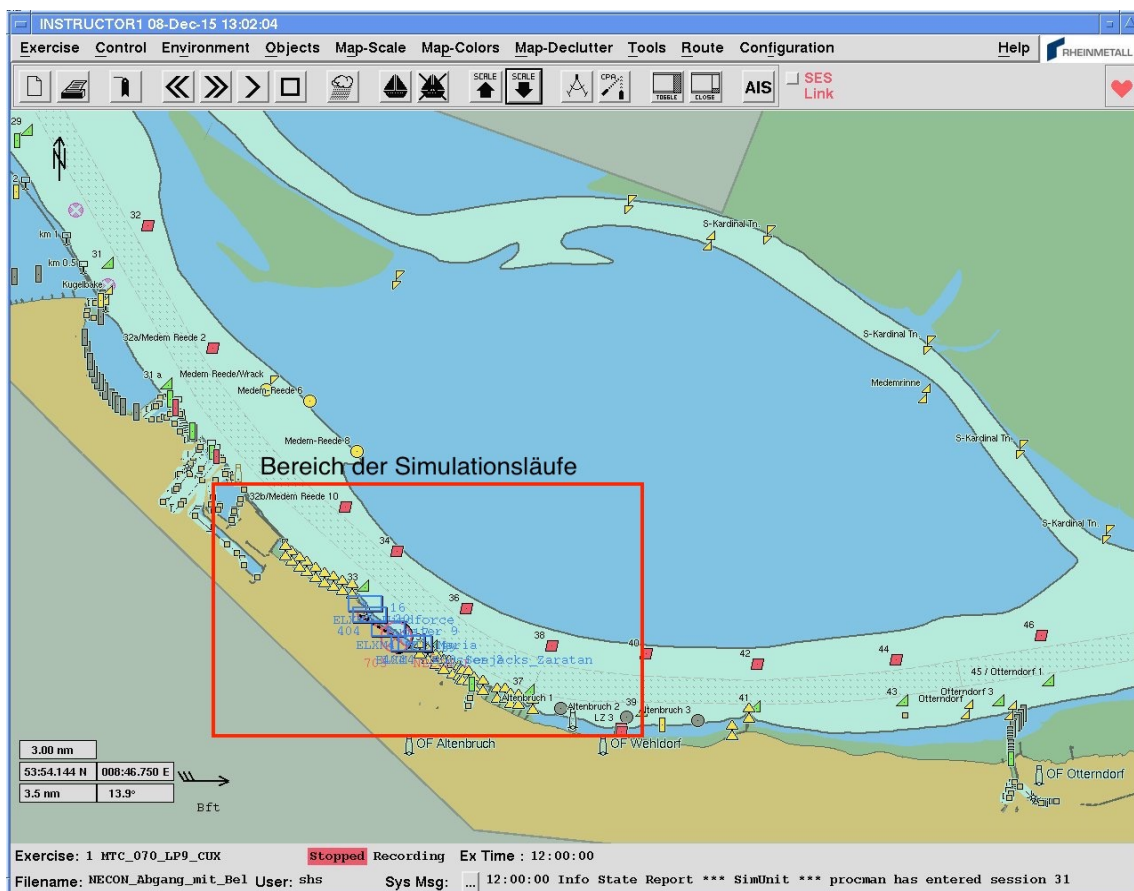 INSTRUCTOR1 08-Dec-15 13:02:04
Exercise Control Environment Objects Map-Scale Map-Colors Map-Declutter Tools Route Configuration Help RHEINMETALL
SCALE SCALE CPA TOGGLE CLOSE AIS SES Link
29
N
32
S-Kardinal Tn
km 1
31
km 0.5
Kugelbake
32a/Medem Reede 2
S-Kardinal Tn
31 a
Medem-Reede/Wrack
Medem-Reede 6
Medemrinne
Medem-Reede 8
S-Kardinal Tn
Bereich der Simulationsläufe
32b/Medem Reede 10
S-Kardinal Tn
34
33
36
16
404
9
38
40
42
44
46
Seajacks_Zaratan
37
45 / Otterndorf 1
Altenbruch 1
Altenbruch 2
39
LZ 3
Altenbruch 3
41
43
Otterndorf
Otterndorf 3
OF Altenbruch
OF Wehldorf
OF Otterndorf
3.00 nm
53:54.144 N 008:46.750 E
3.5 nm 13.9°
Bft
Exercise: 1 MTC_070_LP9_CUX Stopped Recording Ex Time : 12:00:00
Filename: NECON_Abgang_mit_Bel User: shs Sys Msg: ... 12:00:00 Info State Report *** SimUnit *** procman has entered session 31